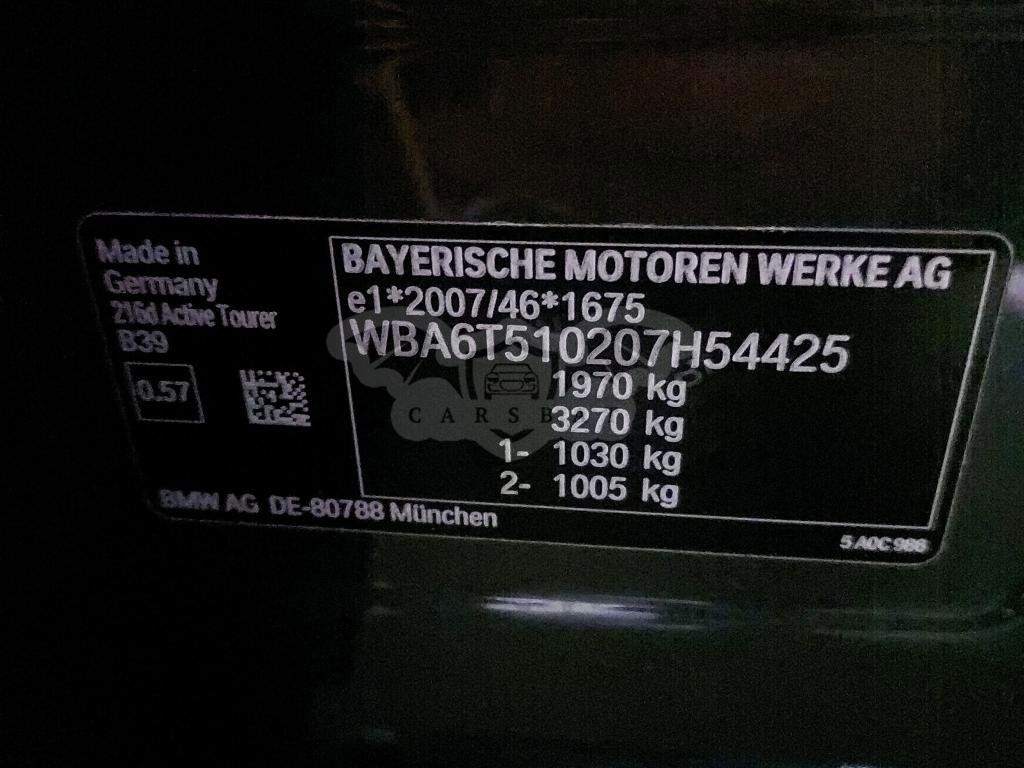 Made in
Germany
216d Active Tourer
B39
0.57
BAYERISCHE MOTOREN WERKE AG
e1*2007/46*1675
WBA6T510207H54425
1970 kg
3270 kg
1- 1030 kg
2- 1005 kg
BMW AG DE-80788 München
5 A0C 986
CARSB